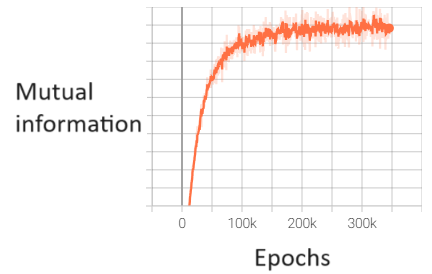 Mutual
information
0 100k 200k 300k
Epochs